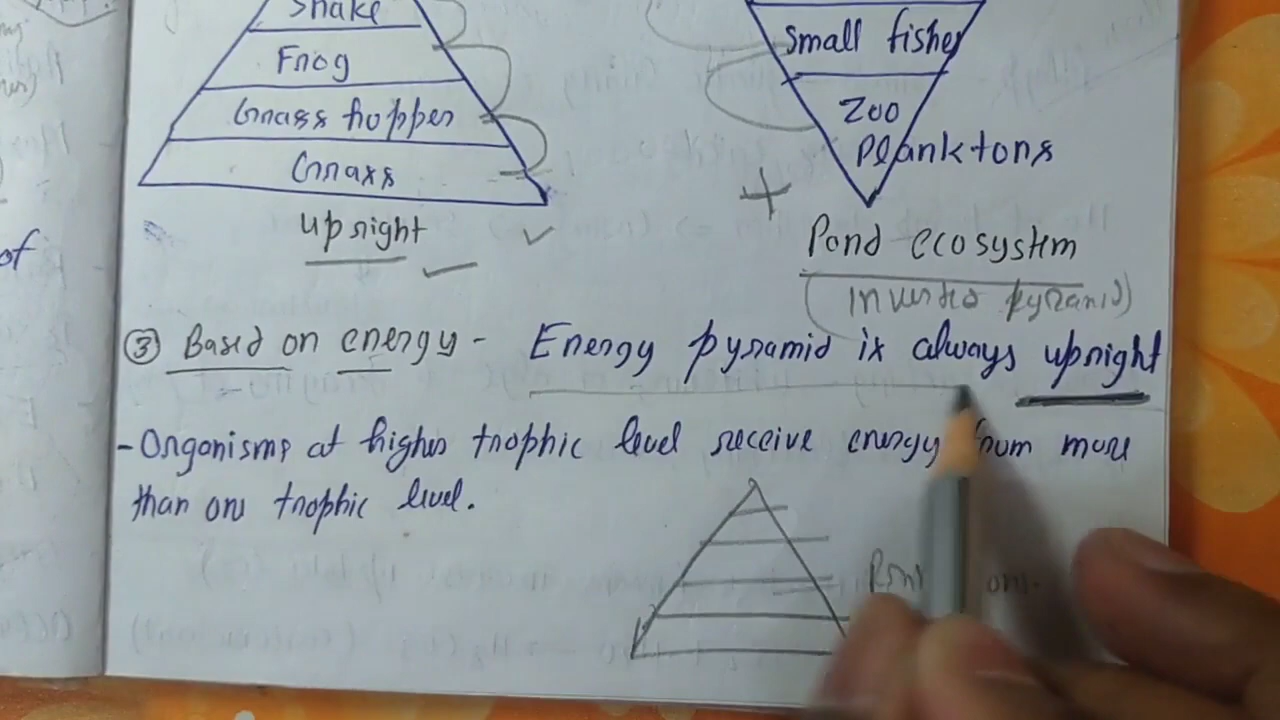 Snake
Frog
Grass hopper
Grass
upright
Small fishes
Zoo
Planktons
Pond ecosystem
Inverted pyramid)
③ Based on energy - Energy pyramid is always upright
- Organisms at higher trophic level receive energy from more
than one trophic level.
of